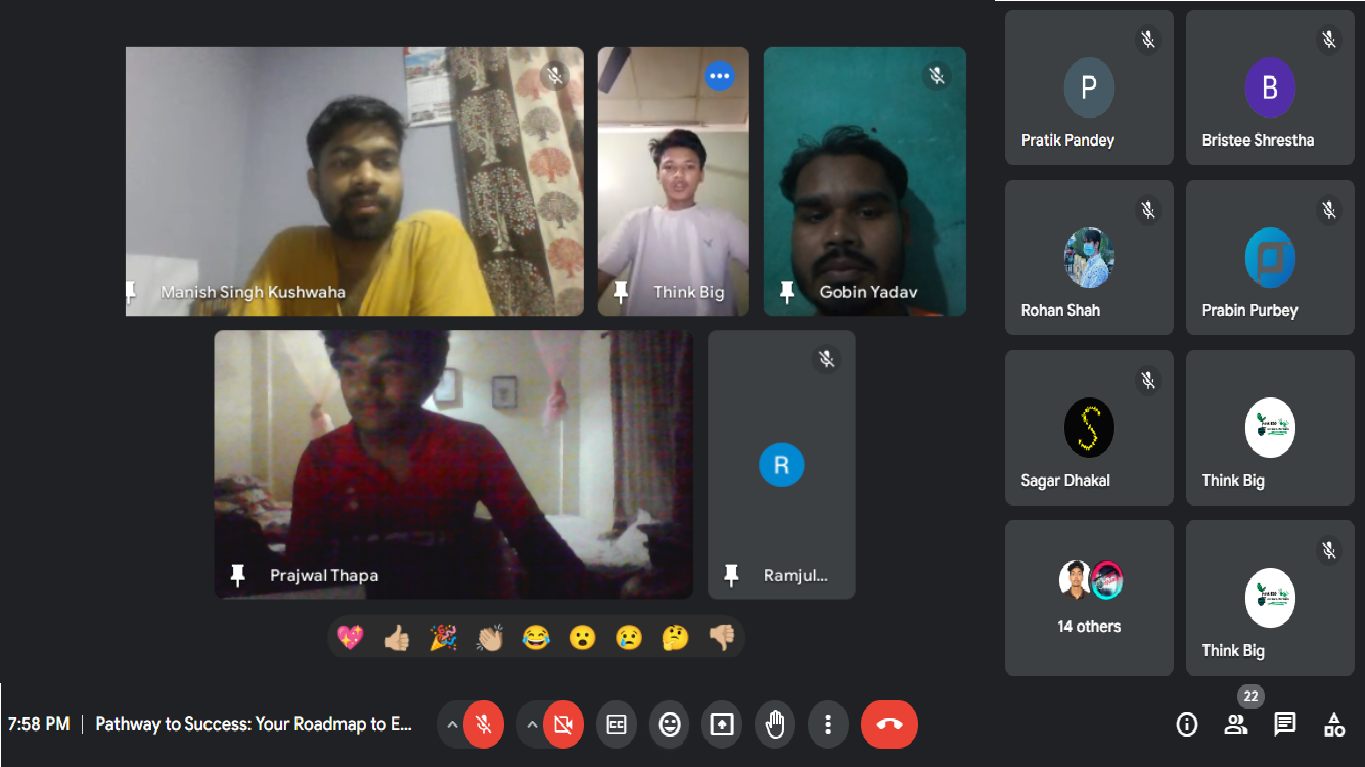 Manish Singh Kushwaha
Think Big
Gobin Yadav
Prajwal Thapa
R
Ramjul...
P
Pratik Pandey
B
Bristee Shrestha
Rohan Shah
Prabin Purbey
S
Sagar Dhakal
Think Big
14 others
Think Big
7:58 PM | Pathway to Success: Your Roadmap to E...
CC
22